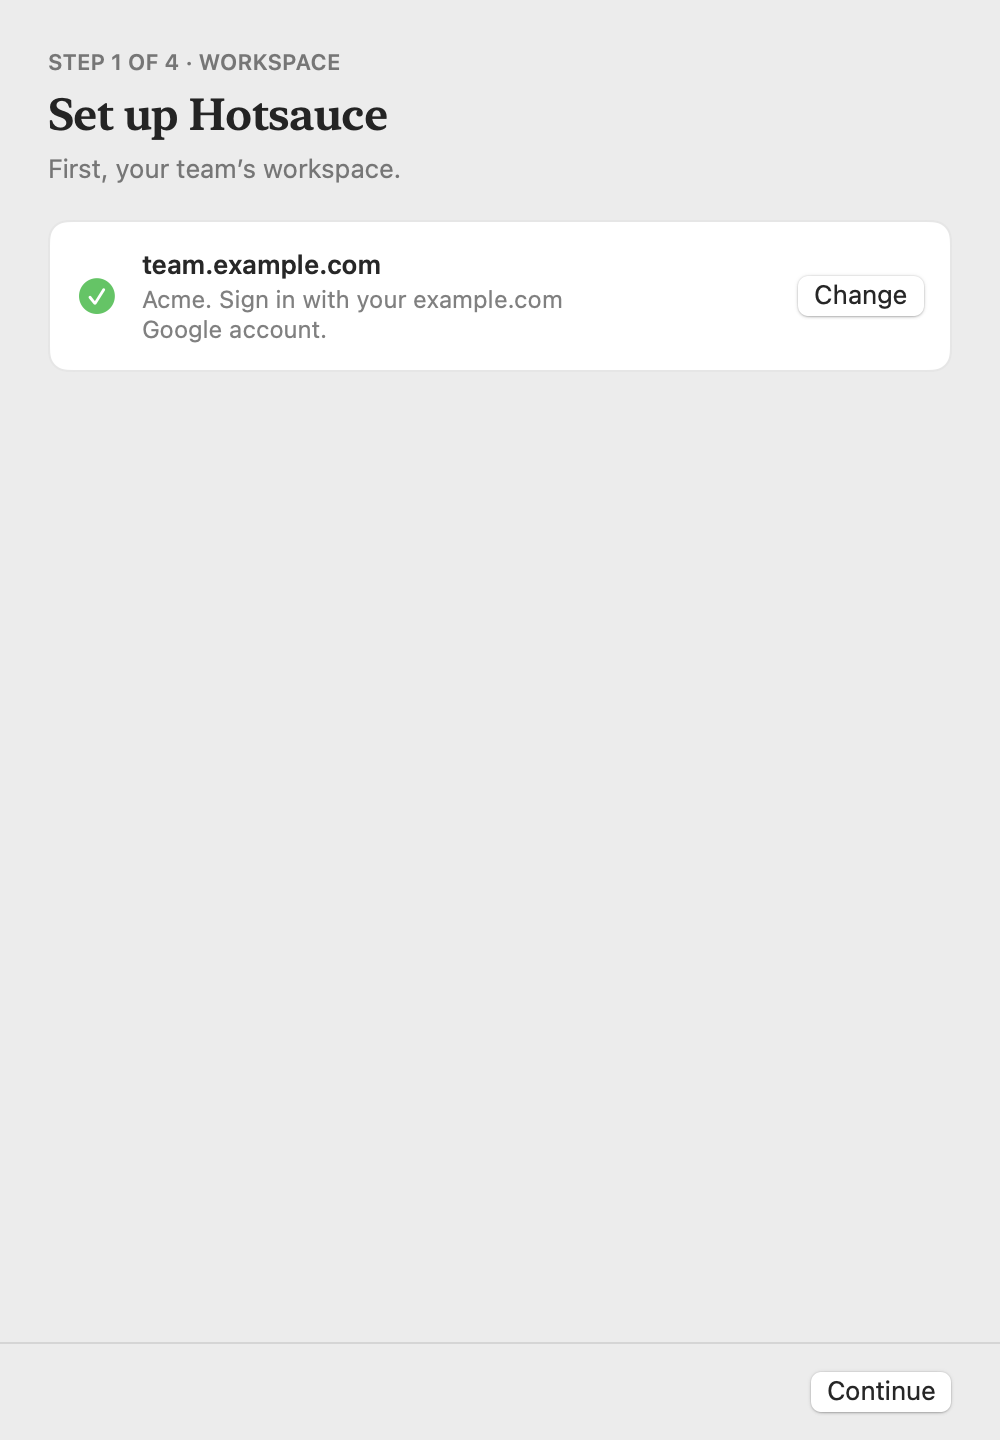 STEP 1 OF 4 · WORKSPACE
Set up Hotsauce
First, your team’s workspace.
team.example.com
Acme. Sign in with your example.com
Google account.
Change
Continue